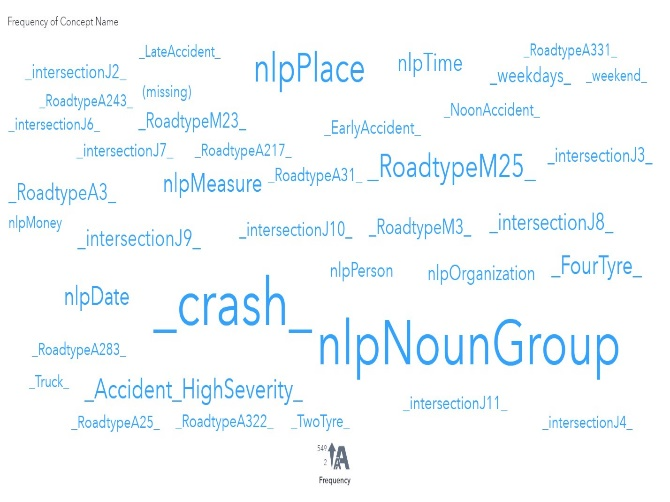 Frequency of Concept Name
_LateAccident_
_RoadtypeA331_
nlpPlace
nlpTime
_intersectionJ2_
_weekdays_
_weekend_
(missing)
_RoadtypeA243_
_NoonAccident_
_intersectionJ6_
_RoadtypeM23_
_EarlyAccident_
_intersectionJ7_
_RoadtypeA217_
_intersectionJ3_
_RoadtypeM25_
_RoadtypeA31_
nlpMeasure
_RoadtypeA3_
nlpMoney
_intersectionJ9_
_intersectionJ10_
_RoadtypeM3_
_intersectionJ8_
nlpPerson
nlpOrganization
_FourTyre_
nlpDate
_crash_
nlpNounGroup
_RoadtypeA283_
_Truck_
_Accident_HighSeverity_
_intersectionJ11_
_RoadtypeA25_
_RoadtypeA322_
_TwoTyre_
_intersectionJ4_
549
2
A
Frequency